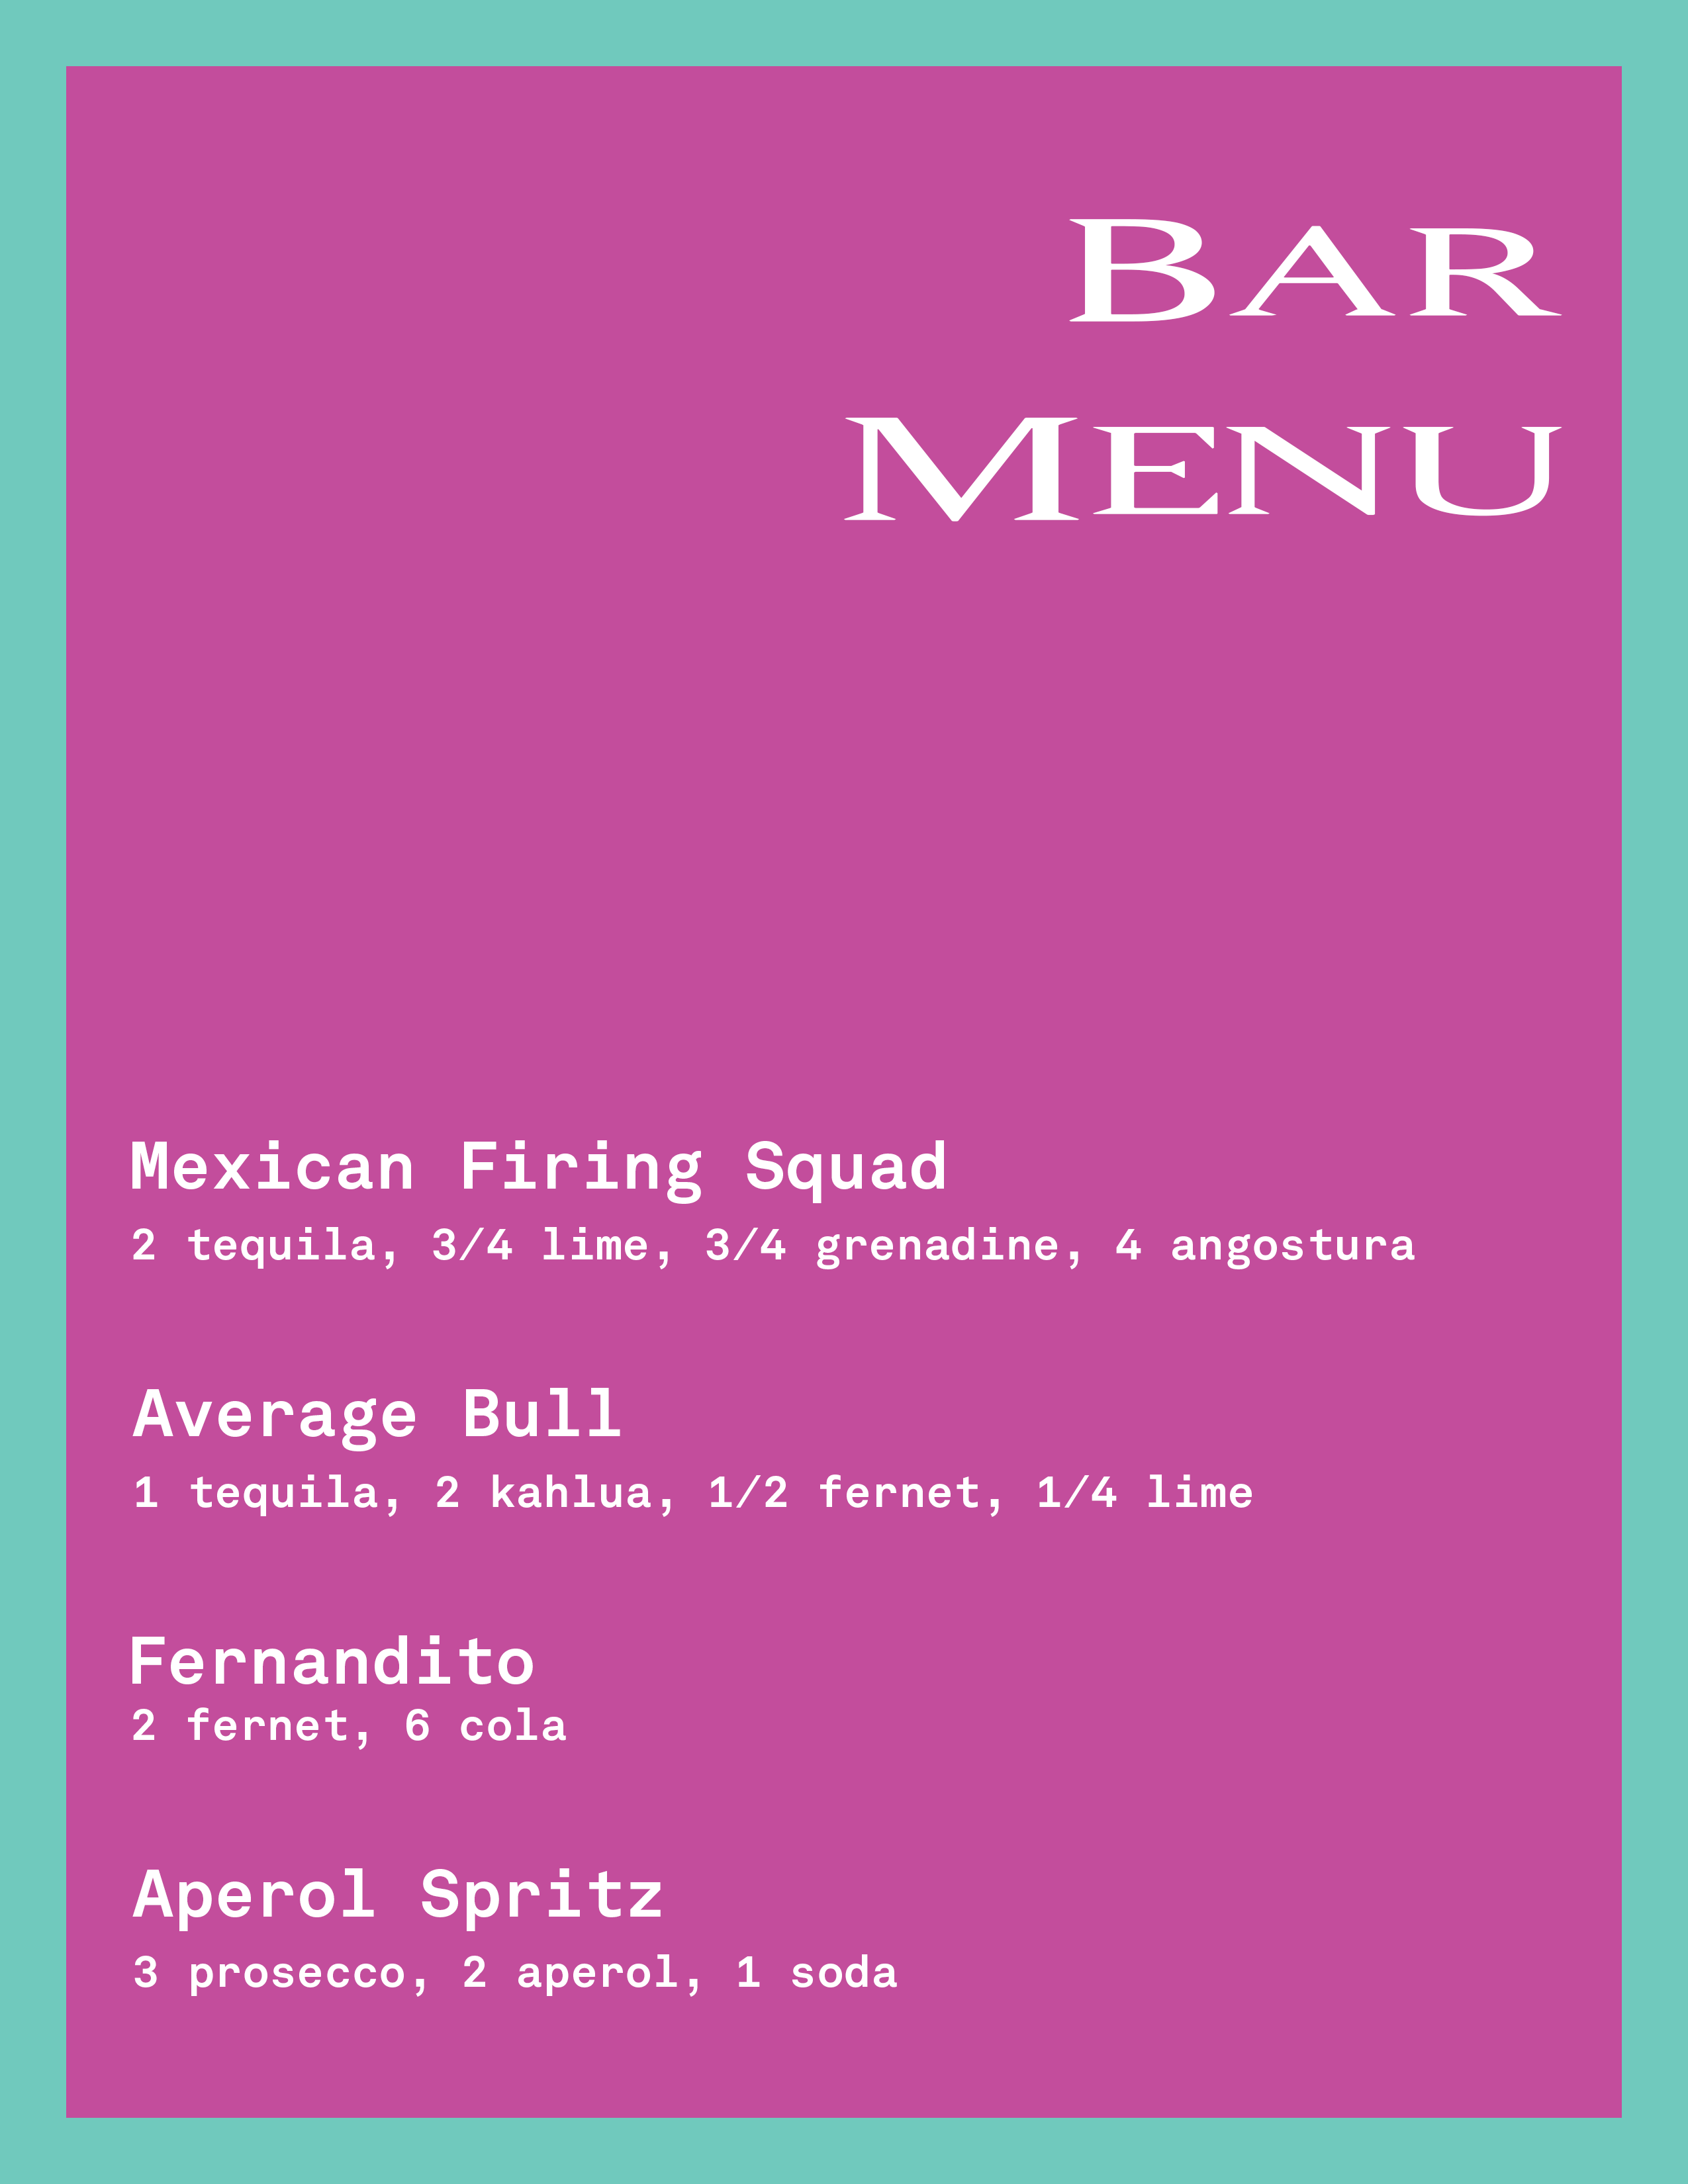 Bar
Menu
Mexican Firing Squad
2 tequila, 3/4 lime, 3/4 grenadine, 4 angostura
Average Bull
1 tequila, 2 kahlua, 1/2 fernet, 1/4 lime
Fernandito
2 fernet, 6 cola
Aperol Spritz
3 prosecco, 2 aperol, 1 soda